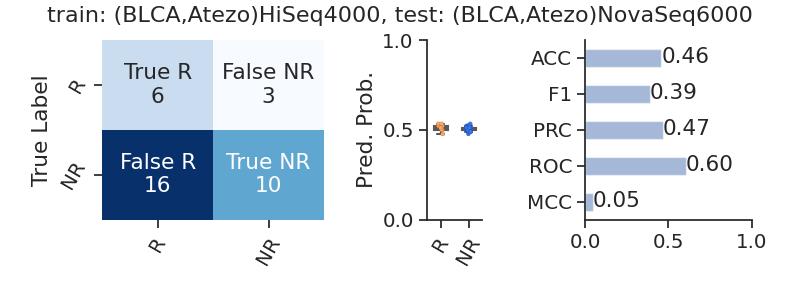 train: (BLCA,Atezo)HiSeq4000, test: (BLCA,Atezo)NovaSeq6000
True Label
R
NR
True R
6
False NR
3
False R
16
True NR
10
R
NR
Pred. Prob.
1.0
0.5
0.0
R
NR
ACC
0.46
F1
0.39
PRC
0.47
ROC
0.60
MCC
0.05
0.0
0.5
1.0